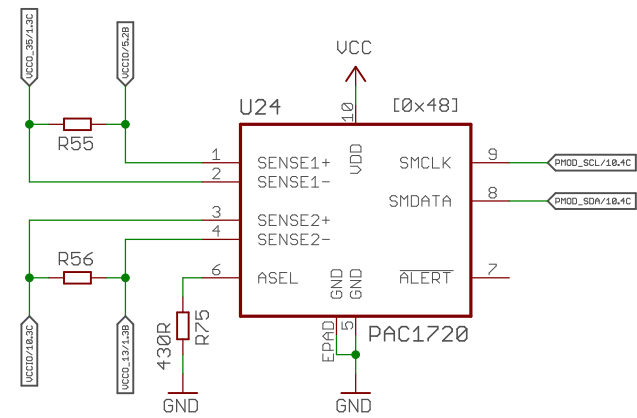 VCCO_35/1.3C
VCCIO/5.2B
VCC
U24
[0x48]
10
R55
1
SENSE1+
VDD
SMCLK
9
PMOD_SCL/10.4C
2
SENSE1-
SMDATA
8
PMOD_SDA/10.4C
3
SENSE2+
4
SENSE2-
R56
6
ASEL
GND
GND
ALERT
7
430R
R75
EPAD
5
PAC1720
VCCIO/10.3C
VCCO_13/1.3B
GND
GND